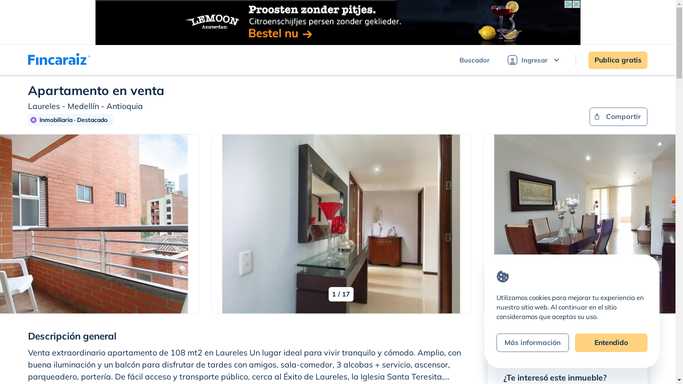 Proosten zonder pitjes.
LEMOON
Amsterdam
Citroenschijfjes persen zonder geklieder.
Bestel nu →
Fincaraiz
Buscador
Ingresar
Publica gratis
Apartamento en venta
Laureles - Medellín - Antioquia
Inmobiliaria · Destacado
Compartir
1 / 17
Utilizamos cookies para mejorar tu experiencia en
nuestro sitio web. Al continuar en el sitio
consideramos que aceptas su uso.
Más información
Entendido
Descripción general
Venta extraordinario apartamento de 108 mt2 en Laureles Un lugar ideal para vivir tranquilo y cómodo. Amplio, con
buena iluminación y un balcón para disfrutar de tardes con amigos, sala-comedor, 3 alcobas + servicio, ascensor,
parqueadero, portería. De fácil acceso y transporte público, cerca al Éxito de Laureles, la Iglesia Santa Teresita,...
¿Te interesó este inmueble?